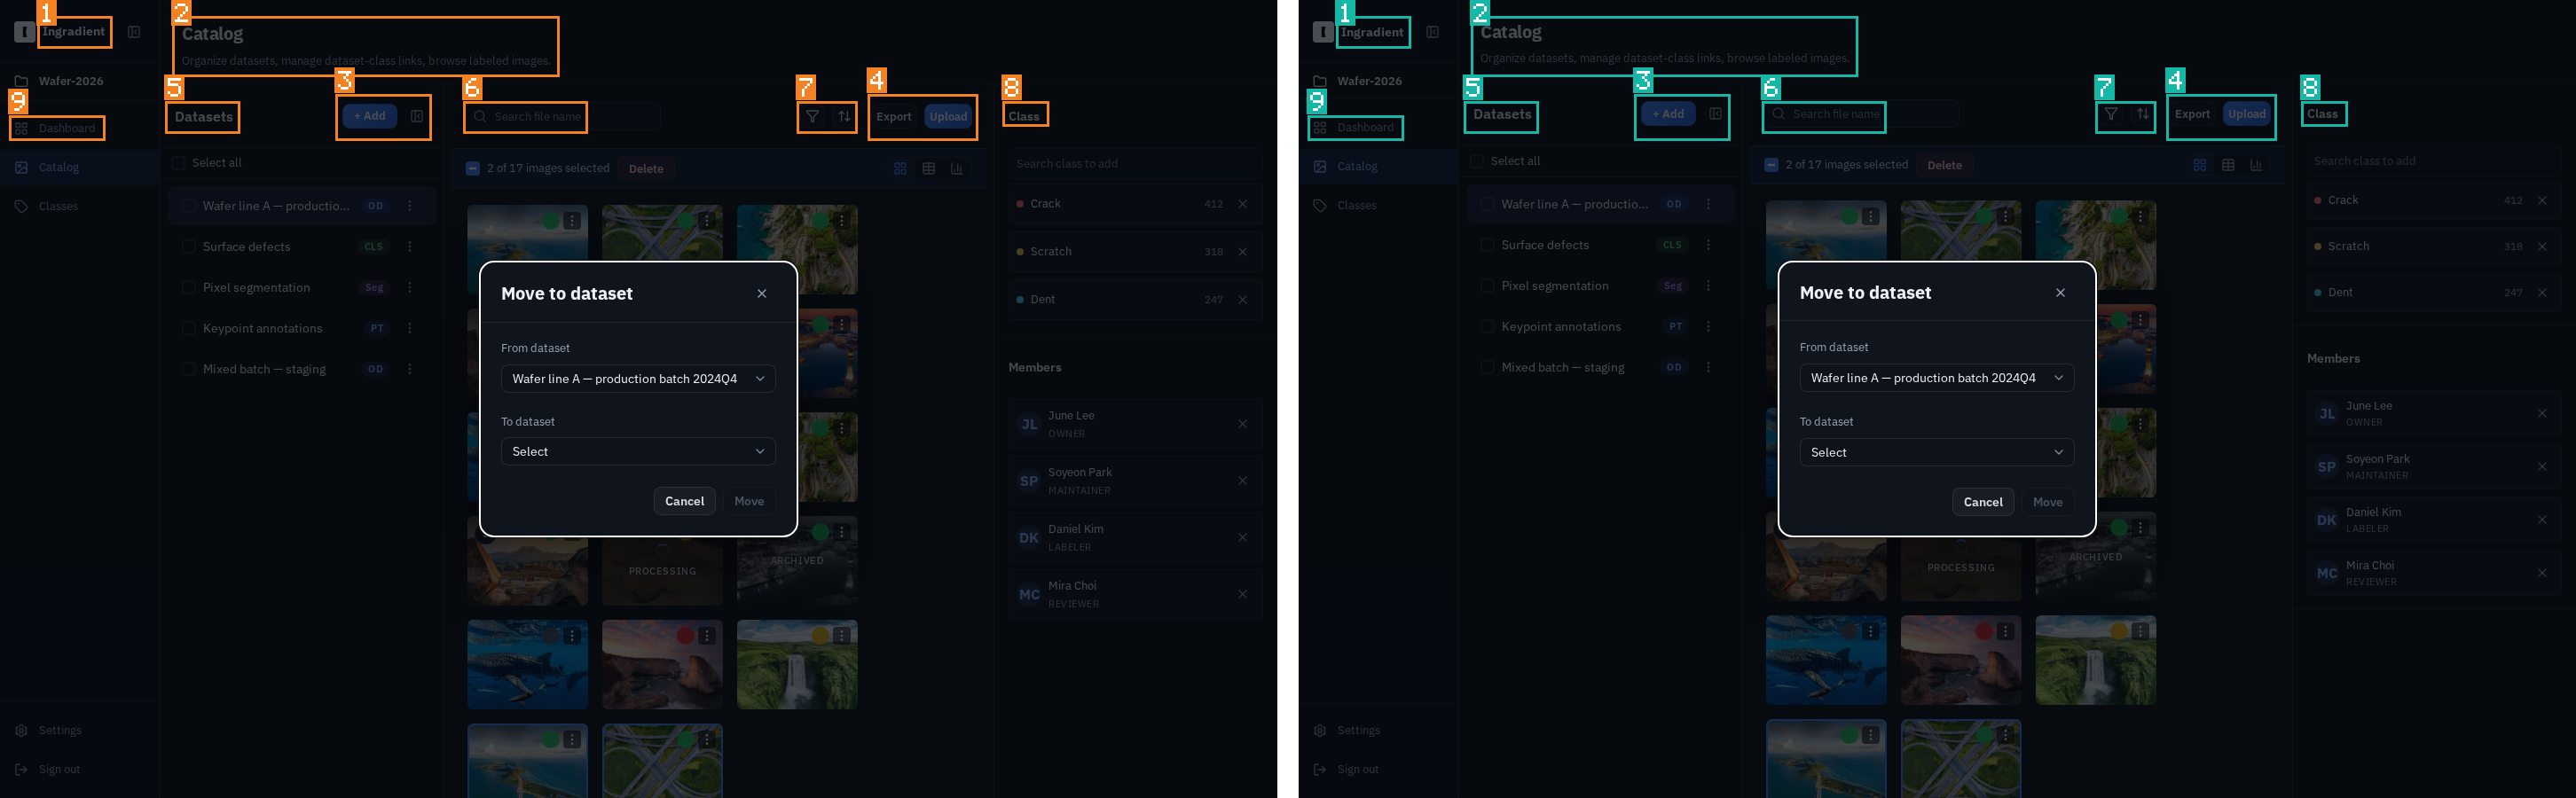 1
2
Ingradient
Catalog
Organize datasets, manage dataset-class links, browse labeled images.
Wafer-2026
3
4
5
6
7
8
9
Datasets
+ Add
Search file name
Export
Upload
Class
Dashboard
Catalog
Classes
Select all
2 of 17 images selected
Delete
Search class to add
Wafer line A — productio...
OD
Surface defects
CLS
Pixel segmentation
Seg
Keypoint annotations
PT
Mixed batch — staging
OD
Crack
412
Scratch
318
Dent
247
Move to dataset
From dataset
Wafer line A — production batch 2024Q4
To dataset
Select
Cancel
Move
PROCESSING
ARCHIVED
Members
JL
June Lee
OWNER
SP
Soyeon Park
MAINTAINER
DK
Daniel Kim
LABELER
MC
Mira Choi
REVIEWER
Settings
Sign out
1
2
Ingradient
Catalog
Organize datasets, manage dataset-class links, browse labeled images.
Wafer-2026
3
4
5
6
7
8
9
Datasets
+ Add
Search file name
Export
Upload
Class
Dashboard
Catalog
Classes
Select all
2 of 17 images selected
Delete
Search class to add
Wafer line A — productio...
OD
Surface defects
CLS
Pixel segmentation
Seg
Keypoint annotations
PT
Mixed batch — staging
OD
Crack
412
Scratch
318
Dent
247
Move to dataset
From dataset
Wafer line A — production batch 2024Q4
To dataset
Select
Cancel
Move
PROCESSING
ARCHIVED
Members
JL
June Lee
OWNER
SP
Soyeon Park
MAINTAINER
DK
Daniel Kim
LABELER
MC
Mira Choi
REVIEWER
Settings
Sign out